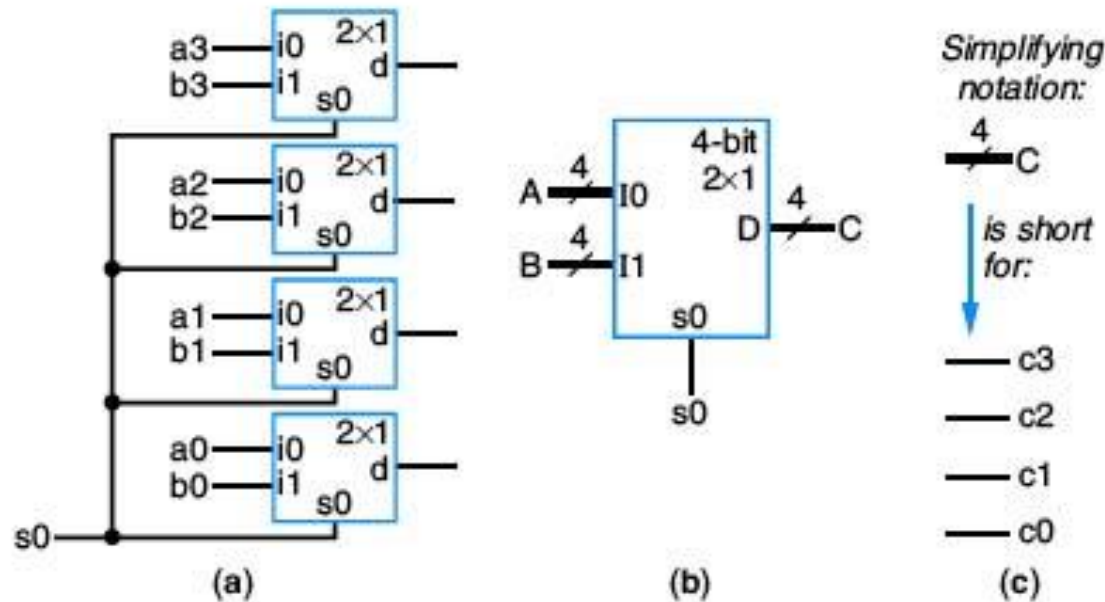 2×1
a3 i0
d
b3 i1
s0
2×1
a2 i0
d
b2 i1
s0
2×1
a1 i0
d
b1 i1
s0
2×1
a0 i0
d
b0 i1
s0
s0
(a)
4-bit
2×1
4
A I0
4
D C
4
B I1
s0
s0
(b)
Simplifying
notation:
4
C
is short
for:
c3
c2
c1
c0
(c)